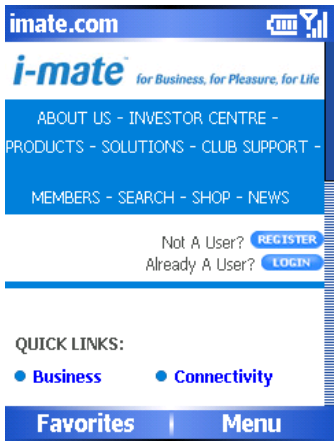 imate.com
i-mate for Business, for Pleasure, for Life
ABOUT US - INVESTOR CENTRE -
PRODUCTS - SOLUTIONS - CLUB SUPPORT -
MEMBERS - SEARCH - SHOP - NEWS
Not A User? REGISTER
Already A User? LOGIN
QUICK LINKS:
Business Connectivity
Favorites Menu